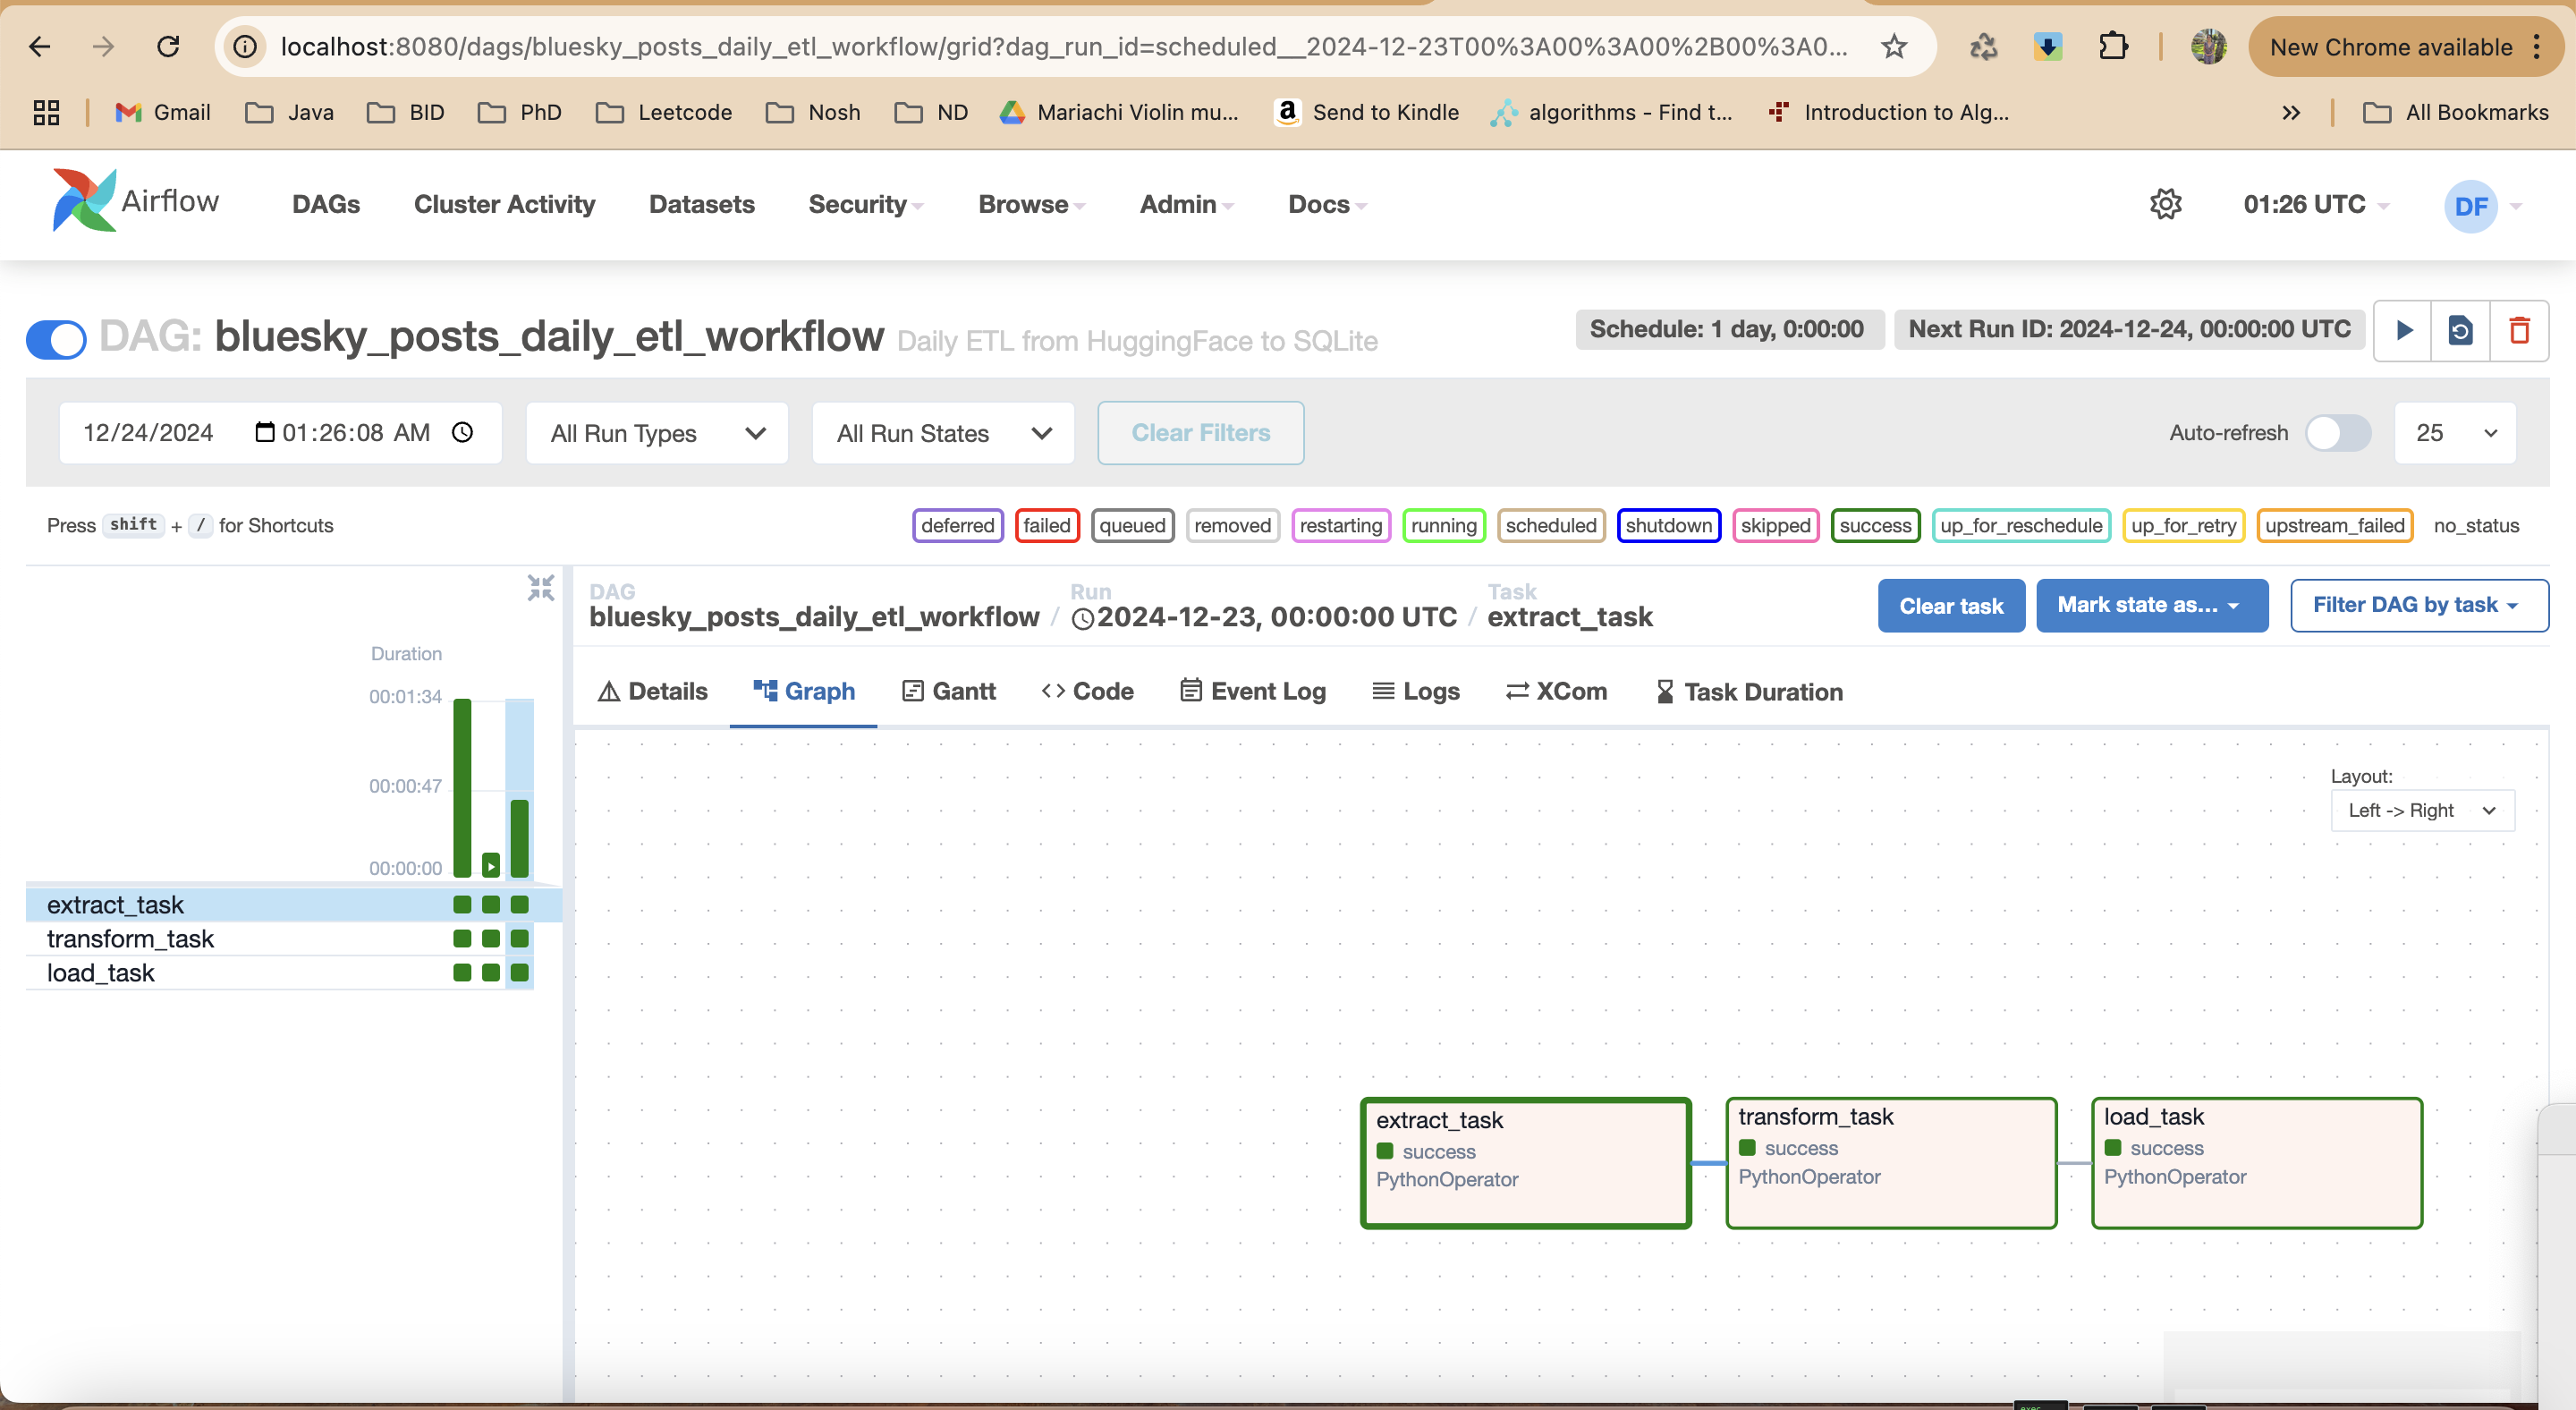 localhost:8080/dags/bluesky_posts_daily_etl_workflow/grid?dag_run_id=scheduled__2024-12-23T00%3A00%3A00%2B00%3A0...
New Chrome available
Gmail Java BID PhD Leetcode Nosh ND Mariachi Violin mu... Send to Kindle algorithms - Find t... Introduction to Alg... » All Bookmarks
Airflow DAGs Cluster Activity Datasets Security Browse Admin Docs 01:26 UTC DF
DAG: bluesky_posts_daily_etl_workflow Daily ETL from HuggingFace to SQLite
Schedule: 1 day, 0:00:00 Next Run ID: 2024-12-24, 00:00:00 UTC
12/24/2024 01:26:08 AM All Run Types All Run States Clear Filters Auto-refresh 25
Press shift + / for Shortcuts
deferred failed queued removed restarting running scheduled shutdown skipped success up_for_reschedule up_for_retry upstream_failed no_status
DAG Run Task
bluesky_posts_daily_etl_workflow / 2024-12-23, 00:00:00 UTC / extract_task
Clear task Mark state as... Filter DAG by task
Details Graph Gantt Code Event Log Logs XCom Task Duration
Duration
00:01:34
00:00:47
00:00:00
extract_task
transform_task
load_task
Layout:
Left -> Right
extract_task
success
PythonOperator
transform_task
success
PythonOperator
load_task
success
PythonOperator